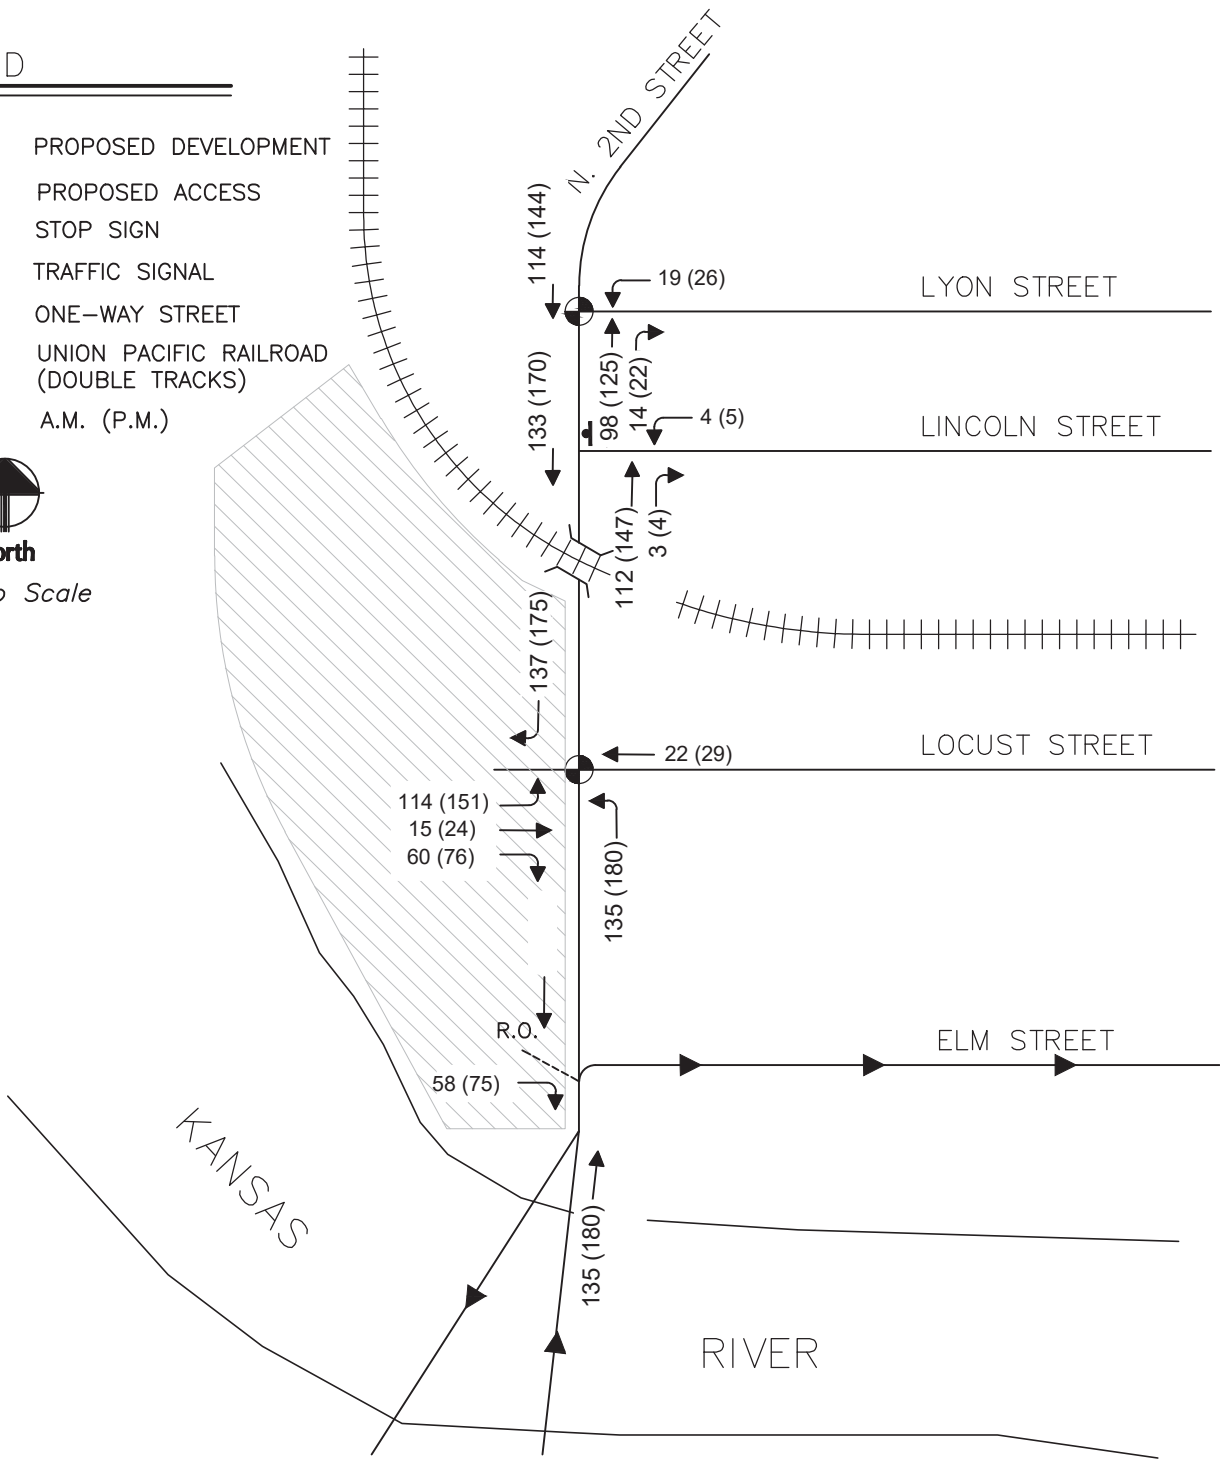 D
PROPOSED DEVELOPMENT
PROPOSED ACCESS
STOP SIGN
TRAFFIC SIGNAL
ONE-WAY STREET
UNION PACIFIC RAILROAD
(DOUBLE TRACKS)
A.M. (P.M.)
orth
o Scale
N. 2ND STREET
114 (144)
19 (26)
LYON STREET
98 (125)
14 (22)
133 (170)
4 (5)
LINCOLN STREET
112 (147)
3 (4)
137 (175)
22 (29)
LOCUST STREET
114 (151)
15 (24)
60 (76)
135 (180)
R.O.
ELM STREET
58 (75)
135 (180)
KANSAS
RIVER